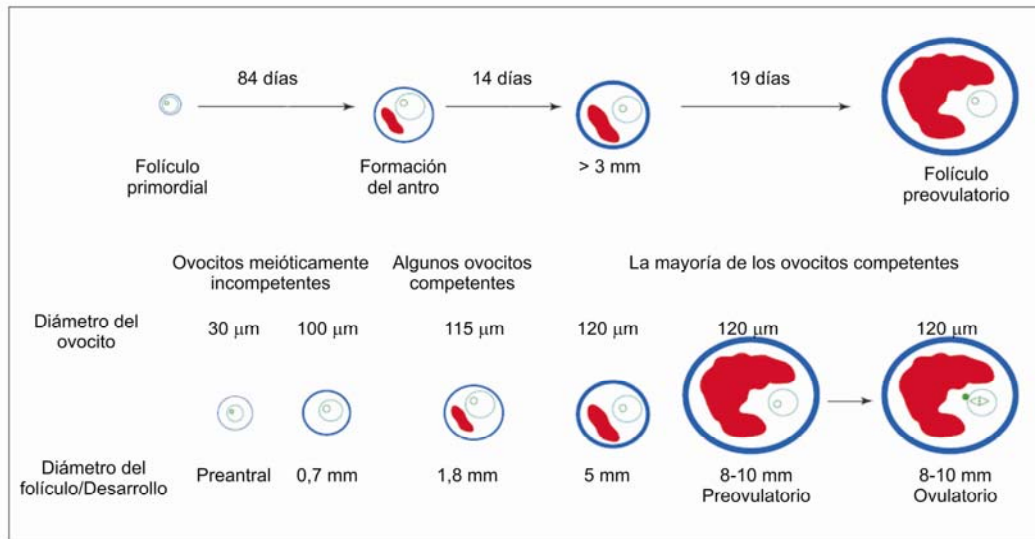 84 días
14 días
19 días
Folículo
primordial
Formación
del antro
> 3 mm
Folículo
preovulatorio
Ovocitos meióticamente
incompetentes
Algunos ovocitos
competentes
La mayoría de los ovocitos competentes
Diámetro del
ovocito
30 μm
100 μm
115 μm
120 μm
120 μm
120 μm
Diámetro del
folículo/Desarrollo
Preantral
0,7 mm
1,8 mm
5 mm
8-10 mm
Preovulatorio
8-10 mm
Ovulatorio